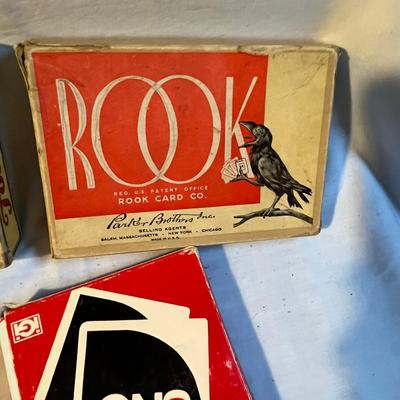 ROOK
REG. U.S. PATENT OFFICE
ROOK CARD CO.
Parker Brothers Inc.
SELLING AGENTS
SALEM, MASSACHUSETTS • NEW YORK • CHICAGO
MADE IN U.S.A.